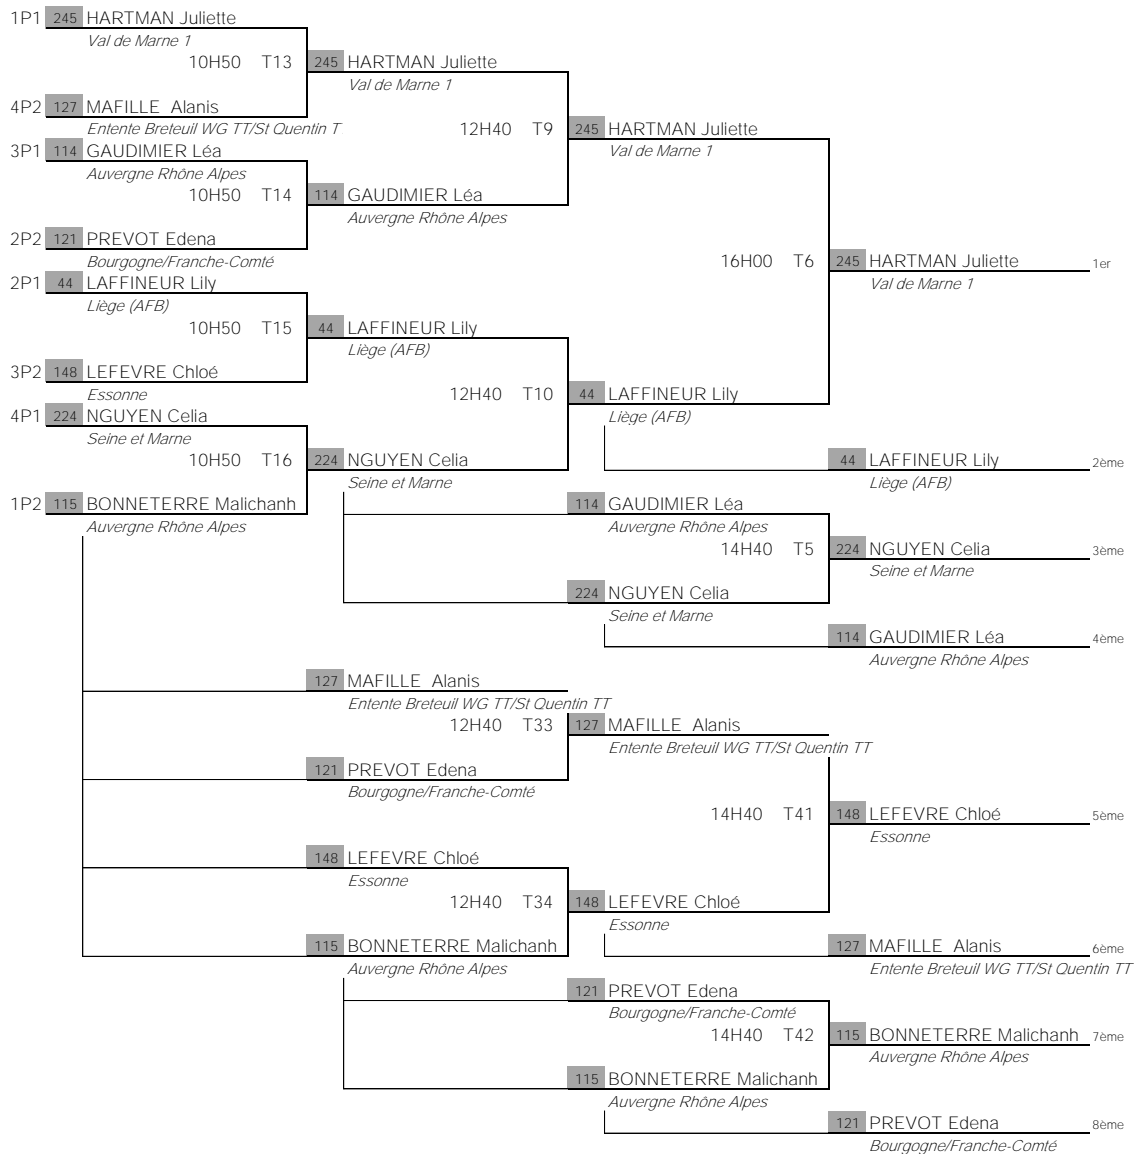 1P1 245 HARTMAN Juliette
Val de Marne 1
10H50 T13 245 HARTMAN Juliette
Val de Marne 1
4P2 127 MAFILLE Alanis
Entente Breteuil WG TT/St Quentin T
12H40 T9 245 HARTMAN Juliette
Val de Marne 1
3P1 114 GAUDIMIER Léa
Auvergne Rhône Alpes
10H50 T14 114 GAUDIMIER Léa
Auvergne Rhône Alpes
2P2 121 PREVOT Edena
Bourgogne/Franche-Comté
16H00 T6 245 HARTMAN Juliette 1er
Val de Marne 1
2P1 44 LAFFINEUR Lily
Liège (AFB)
10H50 T15 44 LAFFINEUR Lily
Liège (AFB)
3P2 148 LEFEVRE Chloé
Essonne
12H40 T10 44 LAFFINEUR Lily
Liège (AFB)
4P1 224 NGUYEN Celia
Seine et Marne
10H50 T16 224 NGUYEN Celia
Seine et Marne
44 LAFFINEUR Lily 2ème
Liège (AFB)
1P2 115 BONNETERRE Malichanh
Auvergne Rhône Alpes
114 GAUDIMIER Léa
Auvergne Rhône Alpes
14H40 T5 224 NGUYEN Celia 3ème
Seine et Marne
224 NGUYEN Celia
Seine et Marne
114 GAUDIMIER Léa 4ème
Auvergne Rhône Alpes
127 MAFILLE Alanis
Entente Breteuil WG TT/St Quentin TT
12H40 T33 127 MAFILLE Alanis
Entente Breteuil WG TT/St Quentin TT
121 PREVOT Edena
Bourgogne/Franche-Comté
14H40 T41 148 LEFEVRE Chloé 5ème
Essonne
148 LEFEVRE Chloé
Essonne
12H40 T34 148 LEFEVRE Chloé
Essonne
115 BONNETERRE Malichanh
Auvergne Rhône Alpes
127 MAFILLE Alanis 6ème
Entente Breteuil WG TT/St Quentin TT
121 PREVOT Edena
Bourgogne/Franche-Comté
14H40 T42 115 BONNETERRE Malichanh 7ème
Auvergne Rhône Alpes
115 BONNETERRE Malichanh
Auvergne Rhône Alpes
121 PREVOT Edena 8ème
Bourgogne/Franche-Comté